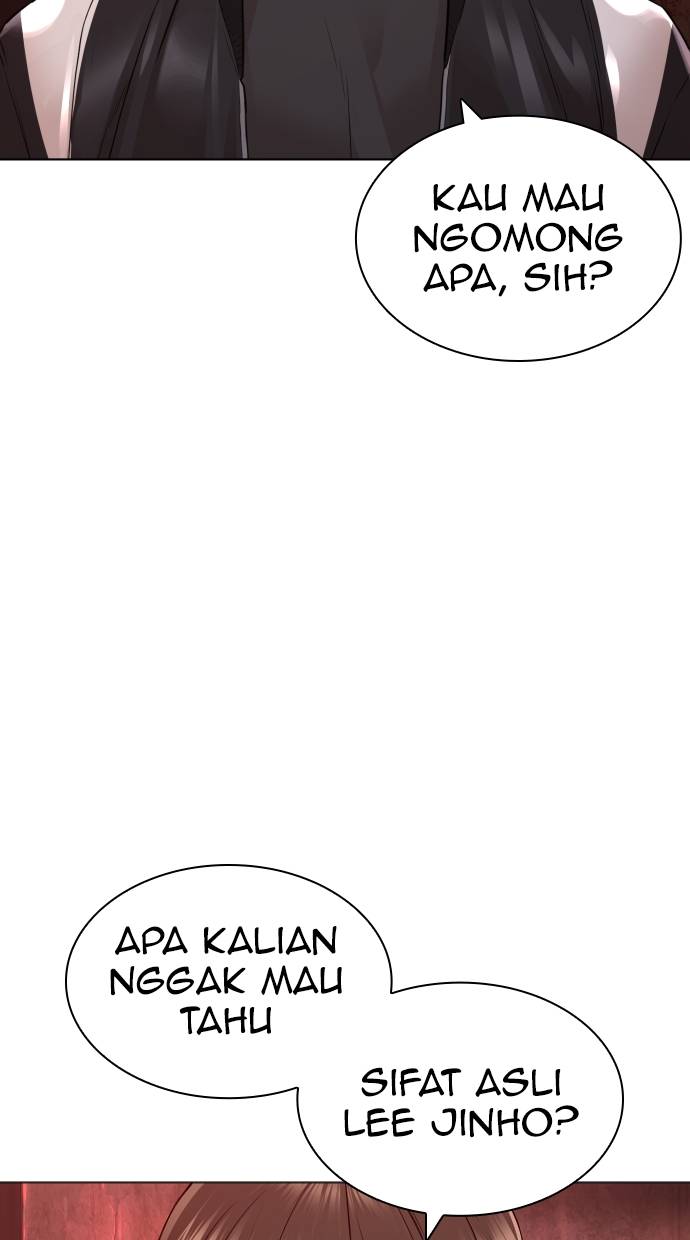 KAU MAU
NGOMONG
APA, SIH?
APA KALIAN
NGGAK MAU
TAHU
SIFAT ASLI
LEE JINHO?